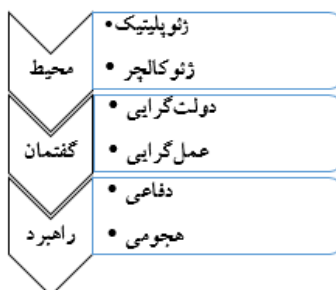 محیط
ژئوپلیتیک•
ژئوکالچر •
گفتمان
دولت‌گرایی •
عمل‌گرایی •
راهبرد
دفاعی •
هجومی •